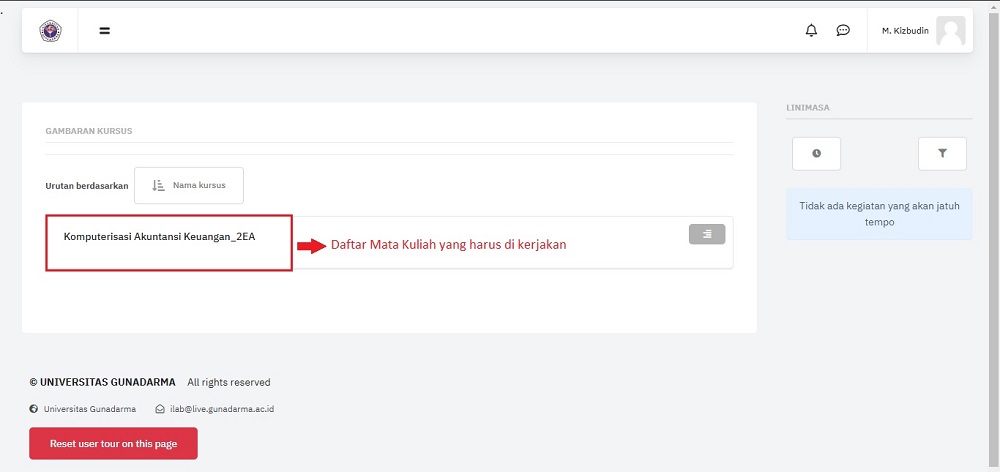 M. Kizbudin
GAMBARAN KURSUS
LINIMASA
Urutan berdasarkan
Nama kursus
Tidak ada kegiatan yang akan jatuh
tempo
Komputerisasi Akuntansi Keuangan_2EA
Daftar Mata Kuliah yang harus di kerjakan
© UNIVERSITAS GUNADARMA All rights reserved
Universitas Gunadarma
ilab@live.gunadarma.ac.id
Reset user tour on this page